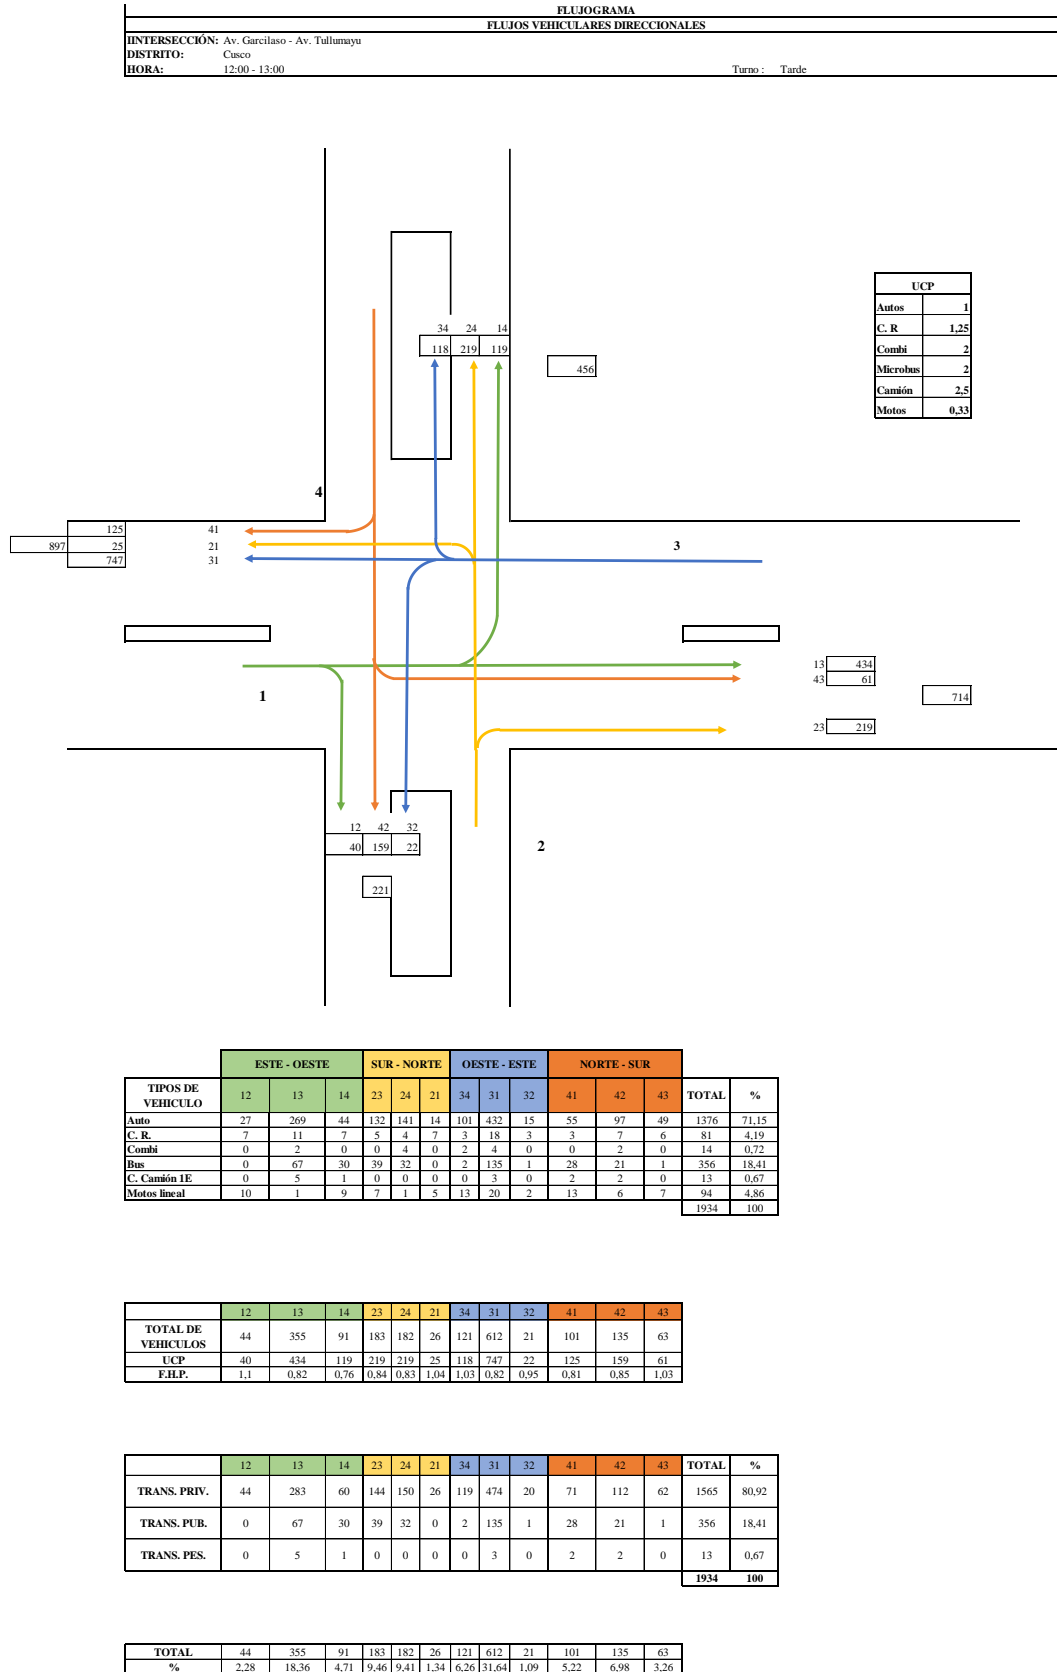 FLUJOGRAMA
FLUJOS VEHICULARES DIRECCIONALES
IINTERSECCIÓN: Av. Garcilaso - Av. Tullumayu
DISTRITO: Cusco
HORA: 12:00 - 13:00 Turno : Tarde
UCP
Autos 1
C. R 1,25
Combi 2
Microbus 2
Camión 2,5
Motos 0,33
34 24 14
118 219 119
456
4
125 41
897 25 21
747 31
3
13 434
43 61
714
23 219
1
12 42 32
40 159 22
221
2
ESTE - OESTE SUR - NORTE OESTE - ESTE NORTE - SUR
TIPOS DE VEHICULO 12 13 14 23 24 21 34 31 32 41 42 43 TOTAL %
Auto 27 269 44 132 141 14 101 432 15 55 97 49 1376 71,15
C. R. 7 11 7 5 4 7 3 18 3 3 7 6 81 4,19
Combi 0 2 0 0 4 0 2 4 0 0 2 0 14 0,72
Bus 0 67 30 39 32 0 2 135 1 28 21 1 356 18,41
C. Camión 1E 0 5 1 0 0 0 0 3 0 2 2 0 13 0,67
Motos lineal 10 1 9 7 1 5 13 20 2 13 6 7 94 4,86
1934 100
12 13 14 23 24 21 34 31 32 41 42 43
TOTAL DE VEHICULOS 44 355 91 183 182 26 121 612 21 101 135 63
UCP 40 434 119 219 219 25 118 747 22 125 159 61
F.H.P. 1,1 0,82 0,76 0,84 0,83 1,04 1,03 0,82 0,95 0,81 0,85 1,03
12 13 14 23 24 21 34 31 32 41 42 43 TOTAL %
TRANS. PRIV. 44 283 60 144 150 26 119 474 20 71 112 62 1565 80,92
TRANS. PUB. 0 67 30 39 32 0 2 135 1 28 21 1 356 18,41
TRANS. PES. 0 5 1 0 0 0 0 3 0 2 2 0 13 0,67
1934 100
TOTAL 44 355 91 183 182 26 121 612 21 101 135 63
% 2,28 18,36 4,71 9,46 9,41 1,34 6,26 31,64 1,09 5,22 6,98 3,26